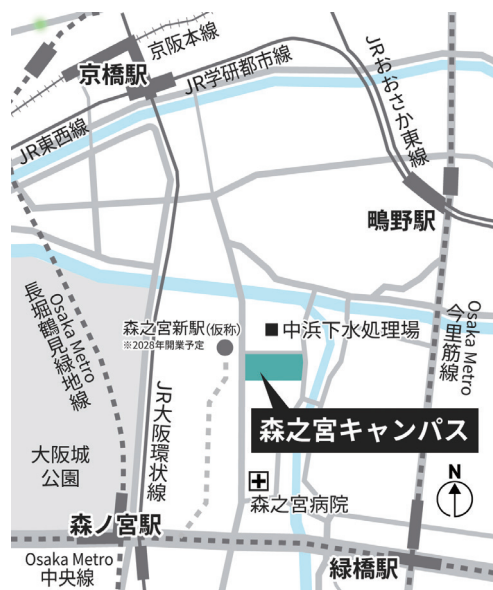 京阪本線
京橋駅
JR学研都市線
JRおおさか東線
JR東西線
鴫野駅
Osaka Metro
長堀鶴見緑地線
森之宮新駅(仮称)
※2028年開業予定
中浜下水処理場
Osaka Metro
今里筋線
JR大阪環状線
森之宮キャンパス
大阪城
公園
N
森之宮病院
森ノ宮駅
Osaka Metro
中央線
緑橋駅